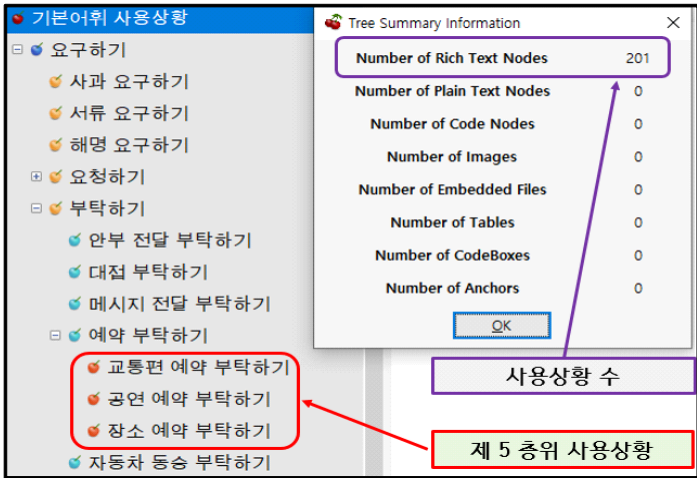 기본어휘 사용상황
요구하기
사과 요구하기
서류 요구하기
해명 요구하기
요청하기
부탁하기
안부 전달 부탁하기
대접 부탁하기
메시지 전달 부탁하기
예약 부탁하기
교통편 예약 부탁하기
공연 예약 부탁하기
장소 예약 부탁하기
자동차 동승 부탁하기
Tree Summary Information
Number of Rich Text Nodes 201
Number of Plain Text Nodes 0
Number of Code Nodes 0
Number of Images 0
Number of Embedded Files 0
Number of Tables 0
Number of CodeBoxes 0
Number of Anchors 0
OK
사용상황 수
제 5 층위 사용상황